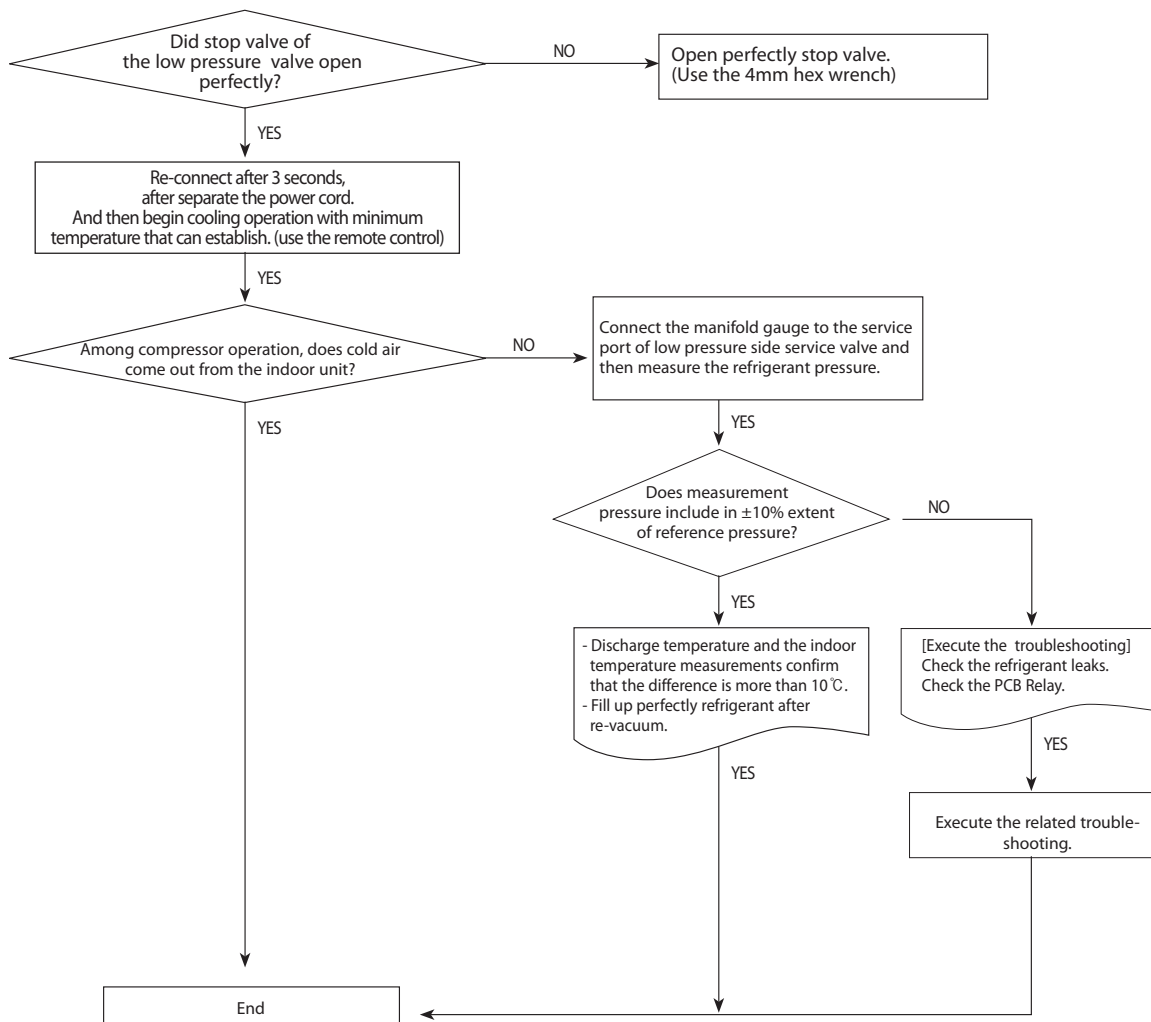 Did stop valve of
the low pressure valve open
perfectly?
NO
Open perfectly stop valve.
(Use the 4mm hex wrench)
YES
Re-connect after 3 seconds,
after separate the power cord.
And then begin cooling operation with minimum
temperature that can establish. (use the remote control)
YES
Among compressor operation, does cold air
come out from the indoor unit?
NO
Connect the manifold gauge to the service
port of low pressure side service valve and
then measure the refrigerant pressure.
YES
YES
Does measurement
pressure include in ±10% extent
of reference pressure?
NO
YES
- Discharge temperature and the indoor
temperature measurements confirm
that the difference is more than 10℃.
- Fill up perfectly refrigerant after
re-vacuum.
[Execute the troubleshooting]
Check the refrigerant leaks.
Check the PCB Relay.
YES
YES
Execute the related trouble-
shooting.
End